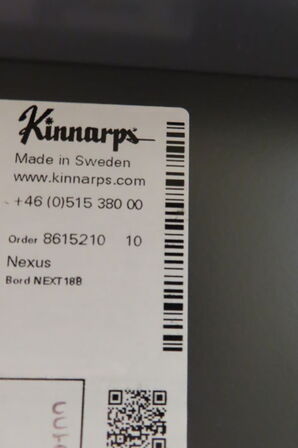 Kinnarps
Made in Sweden
www.kinnarps.com
+46 (0)515 380 00
Order 8615210 10
Nexus
Bord NEXT18B